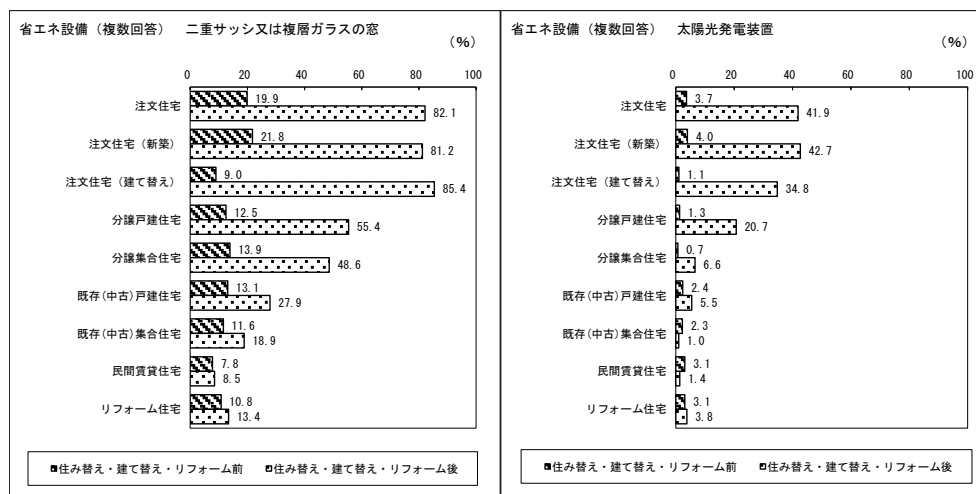 省エネ設備（複数回答） 二重サッシ又は複層ガラスの窓
（％）
0 20 40 60 80 100
注文住宅 19.9
82.1
注文住宅（新築） 21.8
81.2
注文住宅（建て替え） 9.0
85.4
分譲戸建住宅 12.5
55.4
分譲集合住宅 13.9
48.6
既存(中古)戸建住宅 13.1
27.9
既存(中古)集合住宅 11.6
18.9
民間賃貸住宅 7.8
8.5
リフォーム住宅 10.8
13.4
住み替え・建て替え・リフォーム前 住み替え・建て替え・リフォーム後
省エネ設備（複数回答） 太陽光発電装置
（％）
0 20 40 60 80 100
注文住宅 3.7
41.9
注文住宅（新築） 4.0
42.7
注文住宅（建て替え） 1.1
34.8
分譲戸建住宅 1.3
20.7
分譲集合住宅 0.7
6.6
既存(中古)戸建住宅 2.4
5.5
既存(中古)集合住宅 2.3
1.0
民間賃貸住宅 3.1
1.4
リフォーム住宅 3.1
3.8
住み替え・建て替え・リフォーム前 住み替え・建て替え・リフォーム後